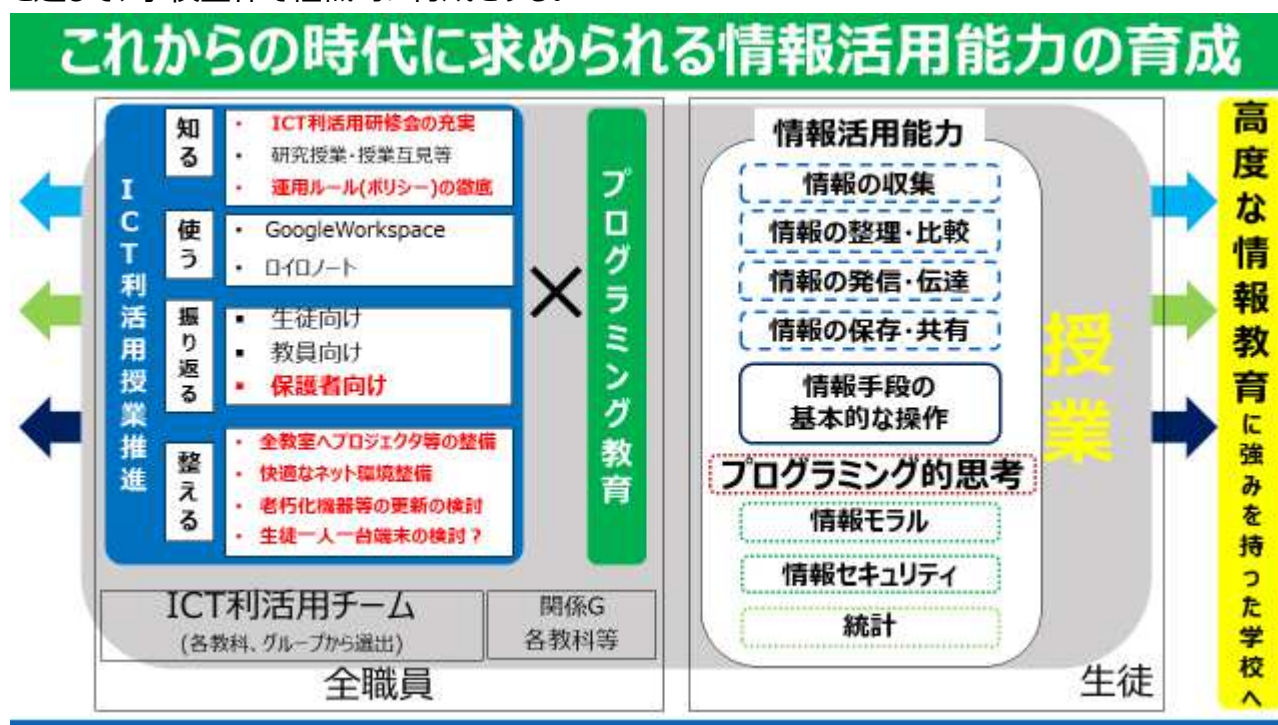 これからの時代に求められる情報活用能力の育成
ICT利活用授業推進
知る
• ICT利活用研修会の充実
• 研究授業・授業互見等
• 運用ルール(ポリシー)の徹底
使う
• GoogleWorkspace
• ロイロノート
振り返る
▪ 生徒向け
▪ 教員向け
▪ 保護者向け
整える
• 全教室へプロジェクタ等の整備
• 快適なネット環境整備
• 老朽化機器等の更新の検討
• 生徒一人一台端末の検討?
×
プログラミング教育
ICT利活用チーム
(各教科、グループから選出)
関係G
各教科等
全職員
情報活用能力
情報の収集
情報の整理・比較
情報の発信・伝達
情報の保存・共有
情報手段の
基本的な操作
プログラミング的思考
情報モラル
情報セキュリティ
統計
授業
生徒
高度な情報教育に強みを持った学校へ